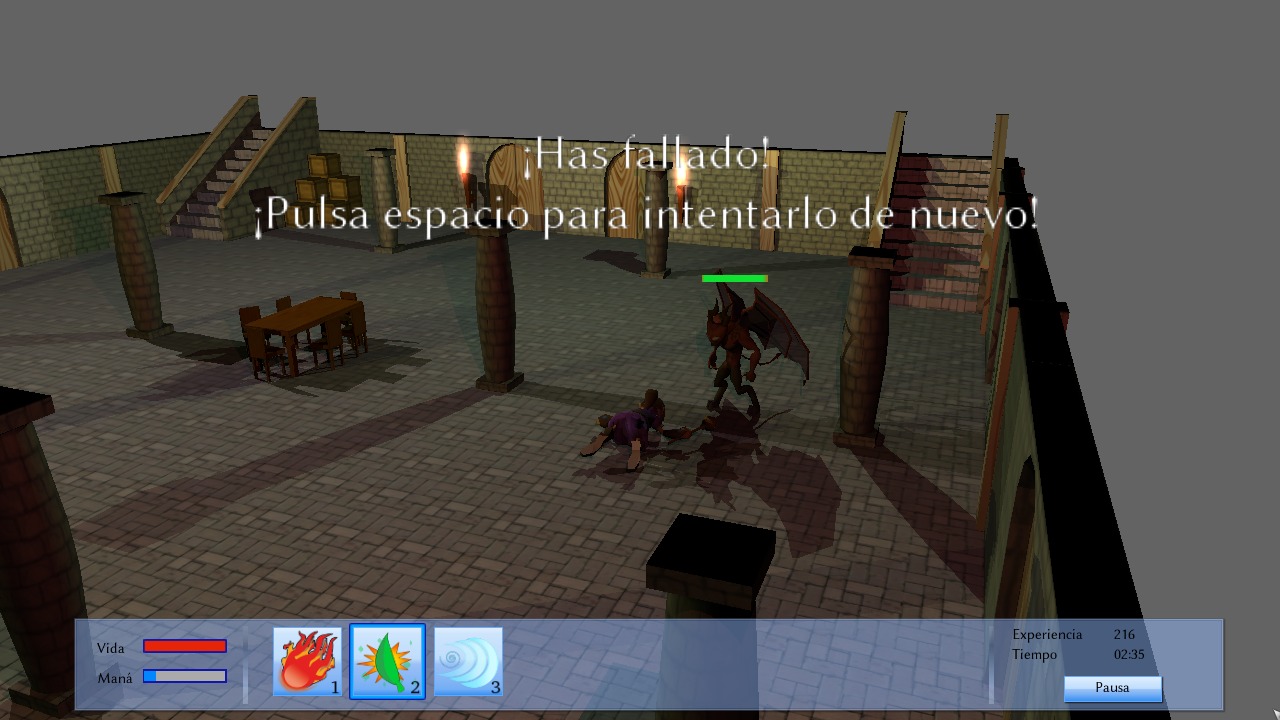 ¡Has fallado!
¡Pulsa espacio para intentarlo de nuevo!
Vida
Maná
1
2
3
Experiencia 216
Tiempo 02:35
Pausa